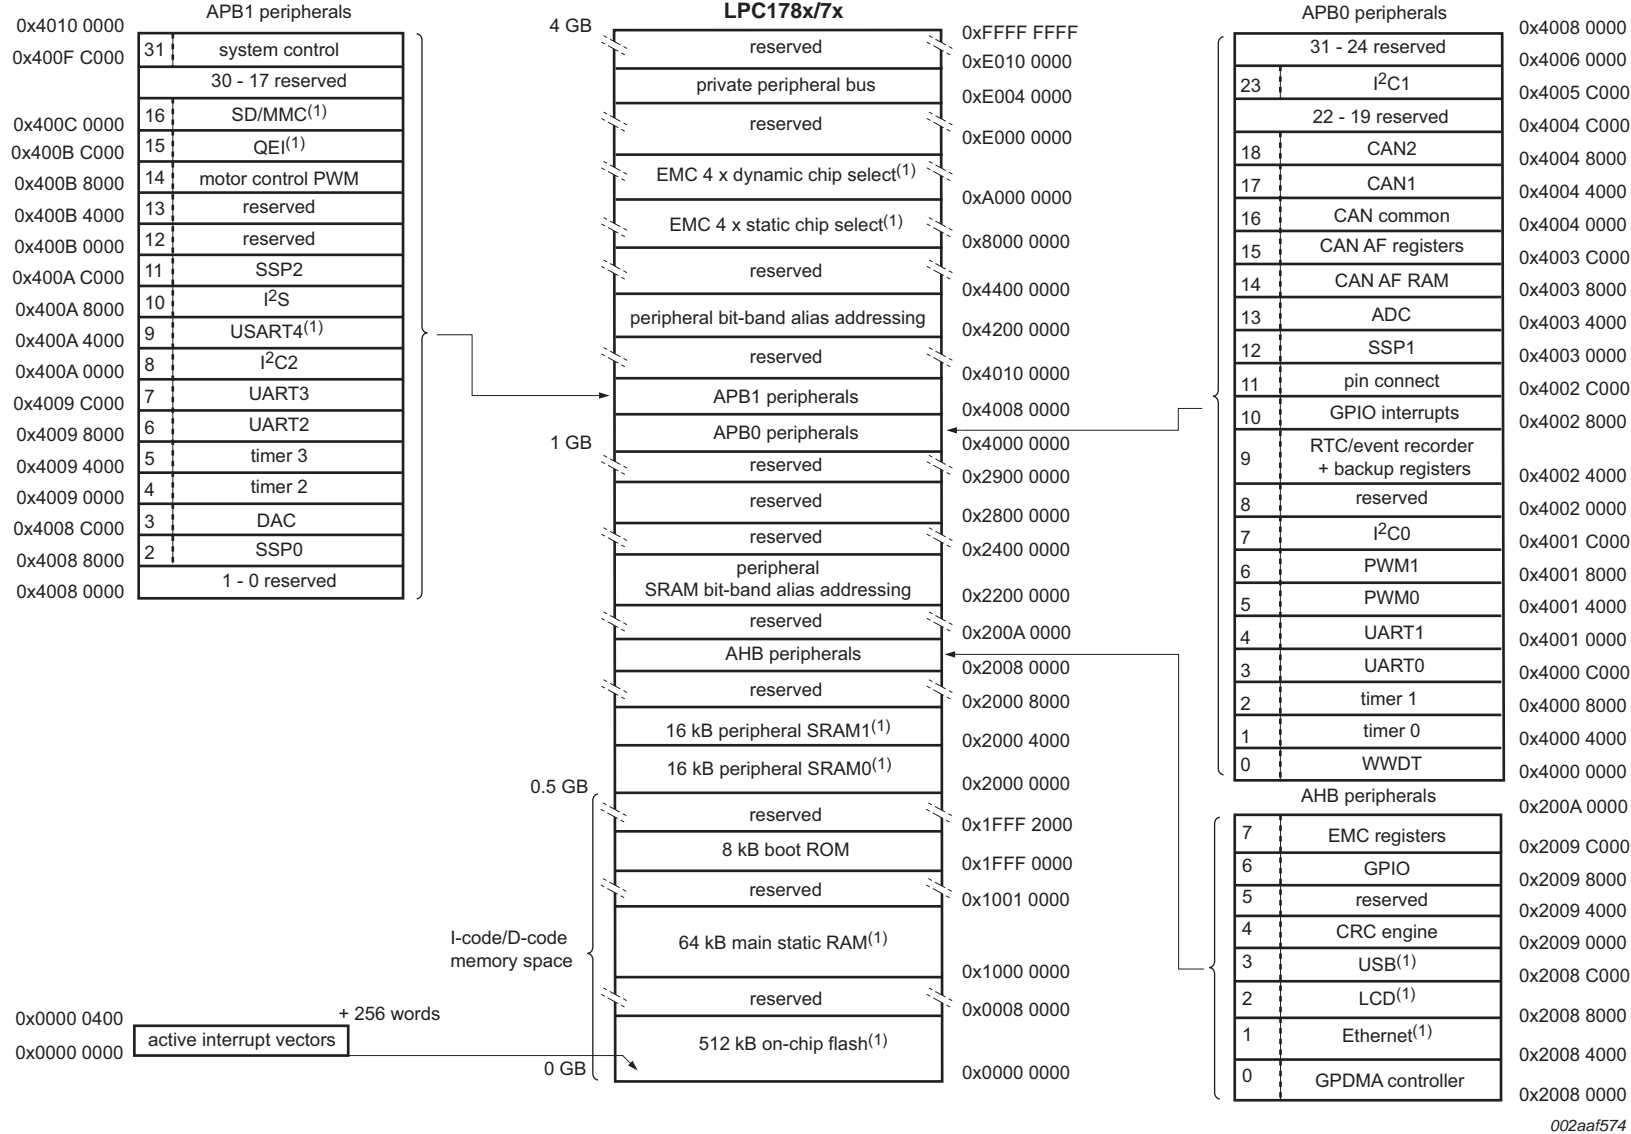 APB1 peripherals
0x4010 0000
31 system control
0x400F C000
30 - 17 reserved
16 SD/MMC(1)
0x400C 0000
15 QEI(1)
0x400B C000
14 motor control PWM
0x400B 8000
13 reserved
0x400B 4000
12 reserved
0x400B 0000
11 SSP2
0x400A C000
10 I2S
0x400A 8000
9 USART4(1)
0x400A 4000
8 I2C2
0x400A 0000
7 UART3
0x4009 C000
6 UART2
0x4009 8000
5 timer 3
0x4009 4000
4 timer 2
0x4009 0000
3 DAC
0x4008 C000
2 SSP0
0x4008 8000
1 - 0 reserved
0x4008 0000
+ 256 words
0x0000 0400
active interrupt vectors
0x0000 0000
LPC178x/7x
4 GB
0xFFFF FFFF
reserved
0xE010 0000
private peripheral bus
0xE004 0000
reserved
0xE000 0000
EMC 4 x dynamic chip select(1)
0xA000 0000
EMC 4 x static chip select(1)
0x8000 0000
reserved
0x4400 0000
peripheral bit-band alias addressing
0x4200 0000
reserved
0x4010 0000
APB1 peripherals
0x4008 0000
APB0 peripherals
1 GB
0x4000 0000
reserved
0x2900 0000
reserved
0x2800 0000
reserved
0x2400 0000
peripheral
SRAM bit-band alias addressing
0x2200 0000
reserved
0x200A 0000
AHB peripherals
0x2008 0000
reserved
0x2000 8000
16 kB peripheral SRAM1(1)
0x2000 4000
16 kB peripheral SRAM0(1)
0.5 GB
0x2000 0000
reserved
0x1FFF 2000
8 kB boot ROM
0x1FFF 0000
reserved
0x1001 0000
I-code/D-code
memory space
64 kB main static RAM(1)
0x1000 0000
reserved
0x0008 0000
512 kB on-chip flash(1)
0 GB
0x0000 0000
APB0 peripherals
0x4008 0000
31 - 24 reserved
0x4006 0000
23 I2C1
0x4005 C000
22 - 19 reserved
0x4004 C000
18 CAN2
0x4004 8000
17 CAN1
0x4004 4000
16 CAN common
0x4004 0000
15 CAN AF registers
0x4003 C000
14 CAN AF RAM
0x4003 8000
13 ADC
0x4003 4000
12 SSP1
0x4003 0000
11 pin connect
0x4002 C000
10 GPIO interrupts
0x4002 8000
9 RTC/event recorder
+ backup registers
0x4002 4000
8 reserved
0x4002 0000
7 I2C0
0x4001 C000
6 PWM1
0x4001 8000
5 PWM0
0x4001 4000
4 UART1
0x4001 0000
3 UART0
0x4000 C000
2 timer 1
0x4000 8000
1 timer 0
0x4000 4000
0 WWDT
0x4000 0000
AHB peripherals
0x200A 0000
7 EMC registers
0x2009 C000
6 GPIO
0x2009 8000
5 reserved
0x2009 4000
4 CRC engine
0x2009 0000
3 USB(1)
0x2008 C000
2 LCD(1)
0x2008 8000
1 Ethernet(1)
0x2008 4000
0 GPDMA controller
0x2008 0000
002aaf574